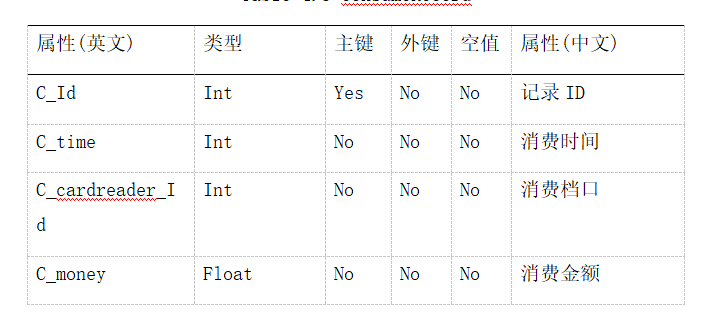 属性(英文) 类型 主键 外键 空值 属性(中文)
C_Id Int Yes No No 记录 ID
C_time Int No No No 消费时间
C_cardreader_I Int No No No 消费档口
d
C_money Float No No No 消费金额